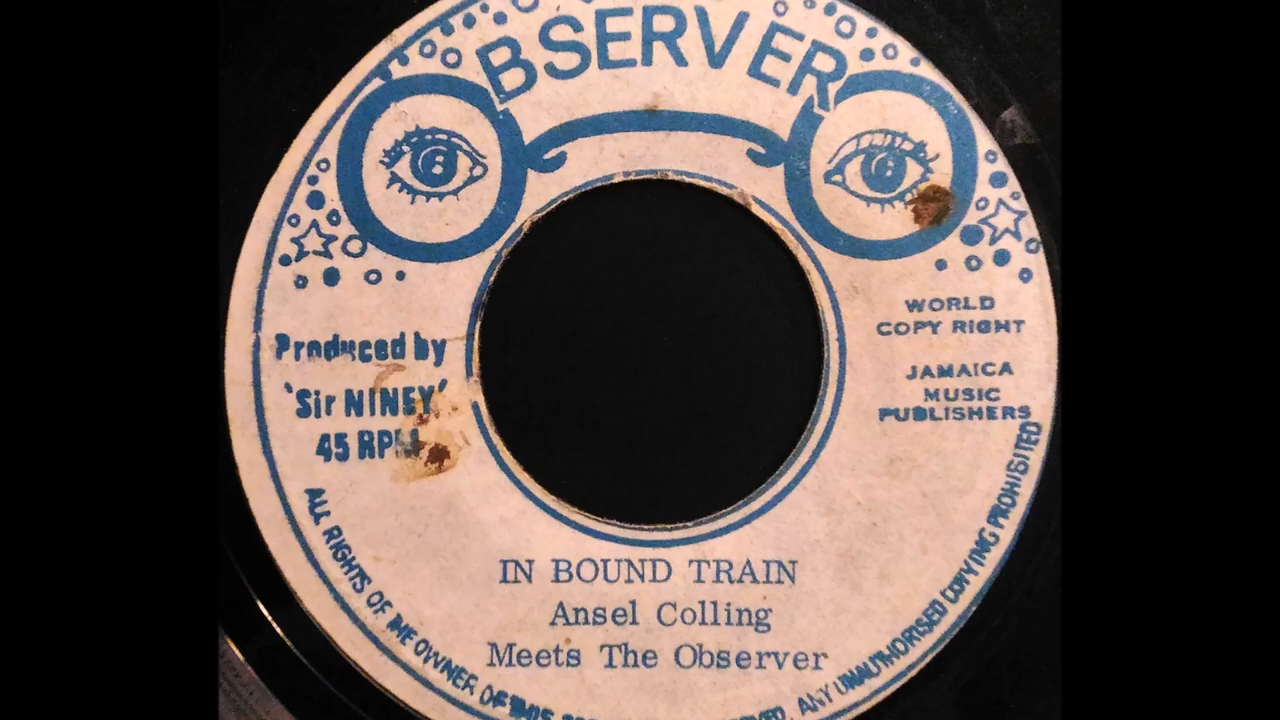 OBSERVER
Produced by
'Sir NINEY'
45 RPM
WORLD
COPY RIGHT
JAMAICA
MUSIC
PUBLISHERS
IN BOUND TRAIN
Ansel Colling
Meets The Observer
ALL RIGHTS OF THE OWNER OF THIS ANY UNAUTHORISED COPYING PROHISITED